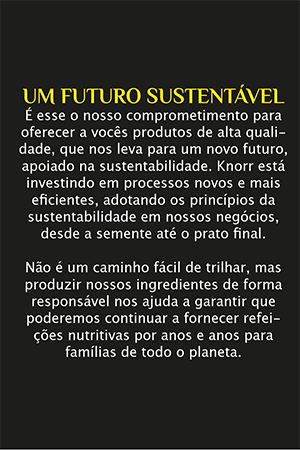 UM FUTURO SUSTENTÁVEL
É esse o nosso comprometimento para
oferecer a vocês produtos de alta quali-
dade, que nos leva para um novo futuro,
apoiado na sustentabilidade. Knorr está
investindo em processos novos e mais
eficientes, adotando os princípios da
sustentabilidade em nossos negócios,
desde a semente até o prato final.

Não é um caminho fácil de trilhar, mas
produzir nossos ingredientes de forma
responsável nos ajuda a garantir que
poderemos continuar a fornecer refei-
ções nutritivas por anos e anos para
famílias de todo o planeta.